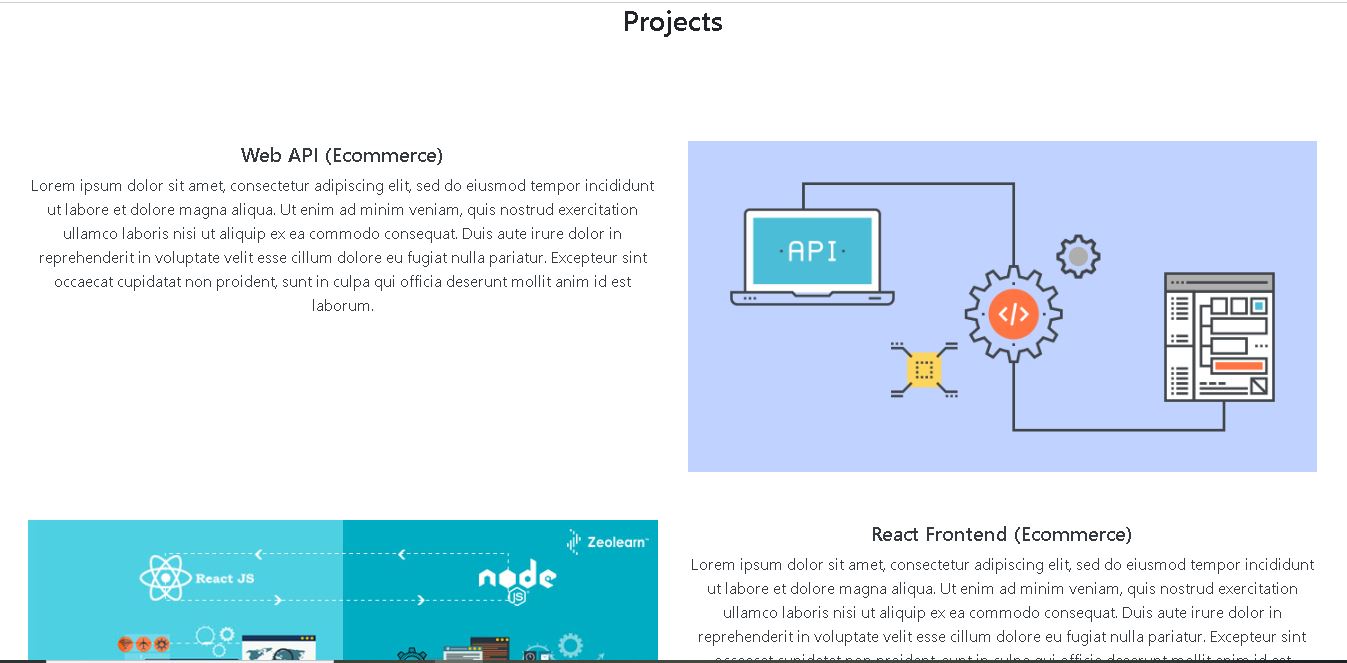 Projects
Web API (Ecommerce)
Lorem ipsum dolor sit amet, consectetur adipiscing elit, sed do eiusmod tempor incididunt
ut labore et dolore magna aliqua. Ut enim ad minim veniam, quis nostrud exercitation
ullamco laboris nisi ut aliquip ex ea commodo consequat. Duis aute irure dolor in
reprehenderit in voluptate velit esse cillum dolore eu fugiat nulla pariatur. Excepteur sint
occaecat cupidatat non proident, sunt in culpa qui officia deserunt mollit anim id est
laborum.
API
</>
Zeolearn
React JS
node
JS
React Frontend (Ecommerce)
Lorem ipsum dolor sit amet, consectetur adipiscing elit, sed do eiusmod tempor incididunt
ut labore et dolore magna aliqua. Ut enim ad minim veniam, quis nostrud exercitation
ullamco laboris nisi ut aliquip ex ea commodo consequat. Duis aute irure dolor in
reprehenderit in voluptate velit esse cillum dolore eu fugiat nulla pariatur. Excepteur sint